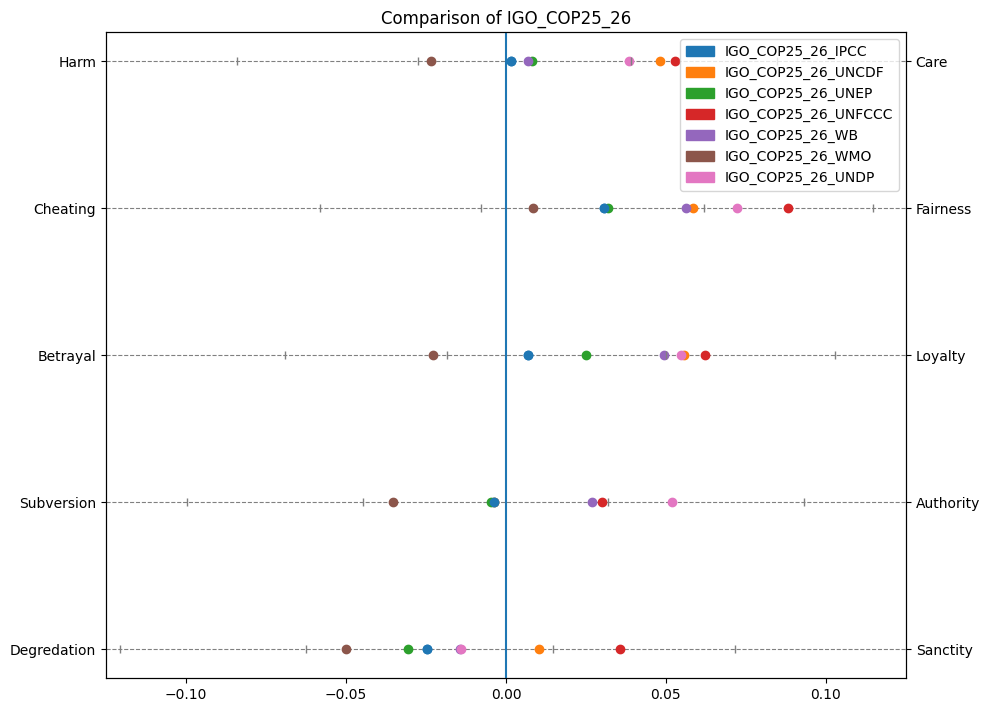 Comparison of IGO_COP25_26
Harm
Care
IGO_COP25_26_IPCC
IGO_COP25_26_UNCDF
IGO_COP25_26_UNEP
IGO_COP25_26_UNFCCC
IGO_COP25_26_WB
IGO_COP25_26_WMO
IGO_COP25_26_UNDP
Cheating
Fairness
Betrayal
Loyalty
Subversion
Authority
Degredation
Sanctity
−0.10 −0.05 0.00 0.05 0.10